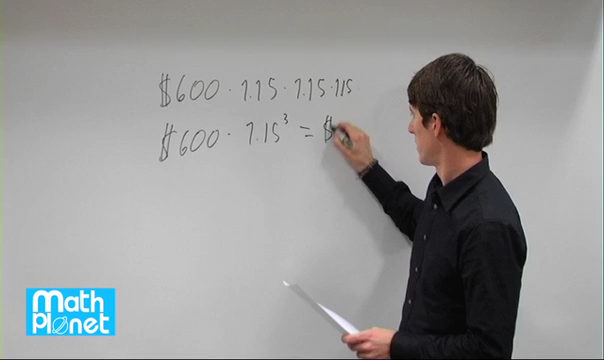 $600 · 1.15 · 1.15 · 1.15
$600 · 1.15³ = $
Math
Planet